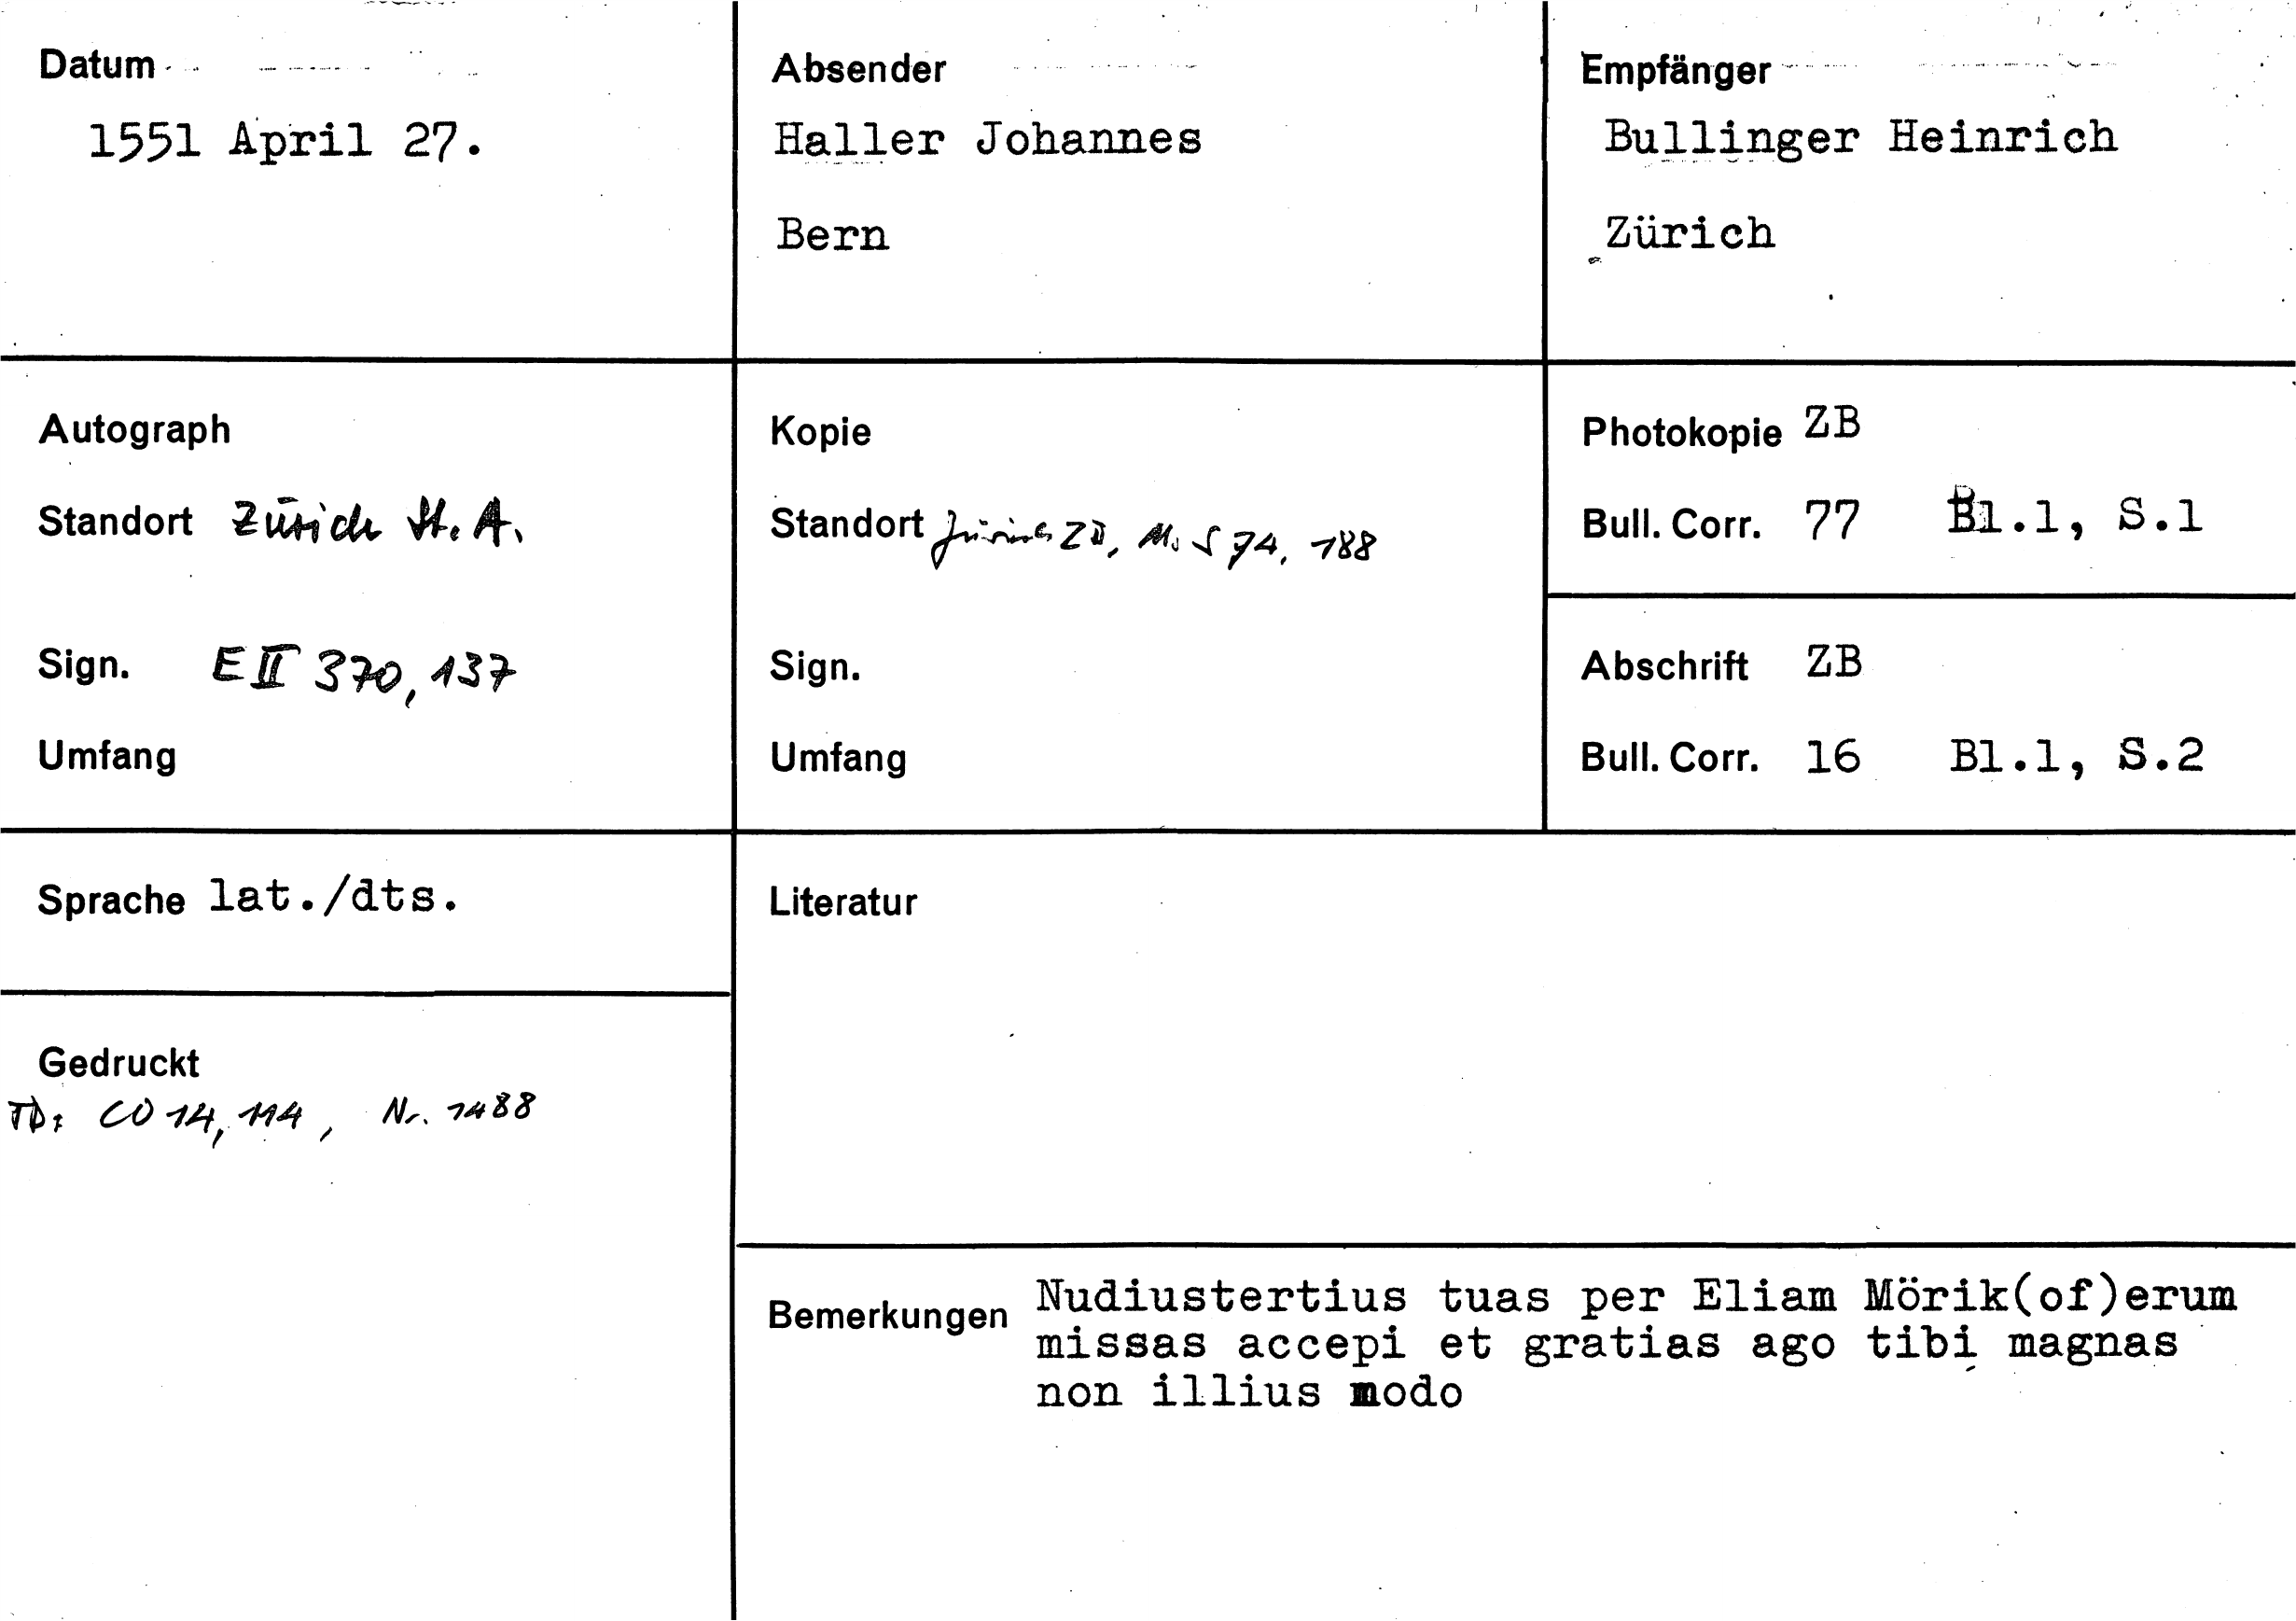 Datum
1551 April 27.
Absender
Haller Johannes
Bern
Empfänger
Bullinger Heinrich
Zürich
Autograph
Standort Zürich St. A.
Sign. E II 370, 137
Umfang
Kopie
Standort Zürich ZB, Ms S 74, 188
Sign.
Umfang
Photokopie ZB
Bull. Corr. 77 Bl.1, S.1
Abschrift ZB
Bull. Corr. 16 Bl.1, S.2
Sprache lat./dts.
Gedruckt
TD: CO 14, 114, Nr. 1488
Literatur
Bemerkungen Nudiustertius tuas per Eliam Mörik(of)erum
missas accepi et gratias ago tibi magnas
non illius modo